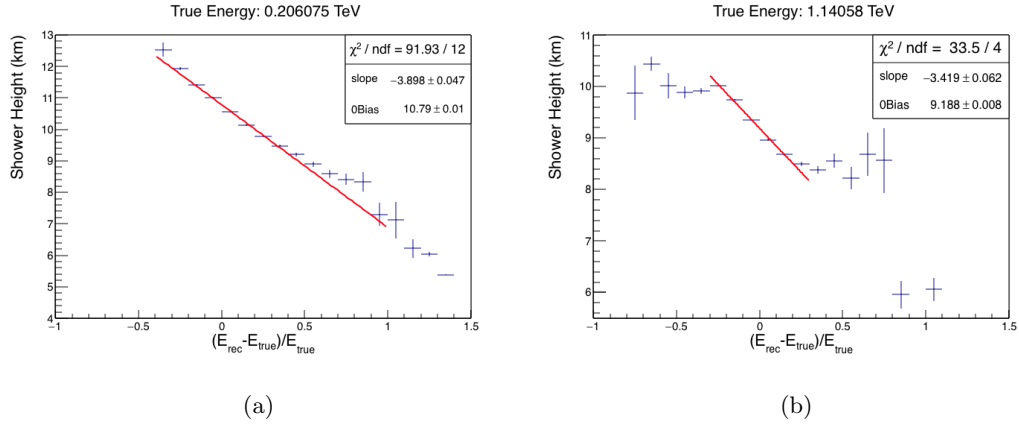 True Energy: 0.206075 TeV
Shower Height (km)
13
12
11
10
9
8
7
6
5
4
χ² / ndf = 91.93 / 12
slope −3.898 ± 0.047
0Bias 10.79 ± 0.01
−1 −0.5 0 0.5 1 1.5
(E_rec-E_true)/E_true
(a)
True Energy: 1.14058 TeV
Shower Height (km)
11
10
9
8
7
6
χ² / ndf = 33.5 / 4
slope −3.419 ± 0.062
0Bias 9.188 ± 0.008
−1 −0.5 0 0.5 1 1.5
(E_rec-E_true)/E_true
(b)